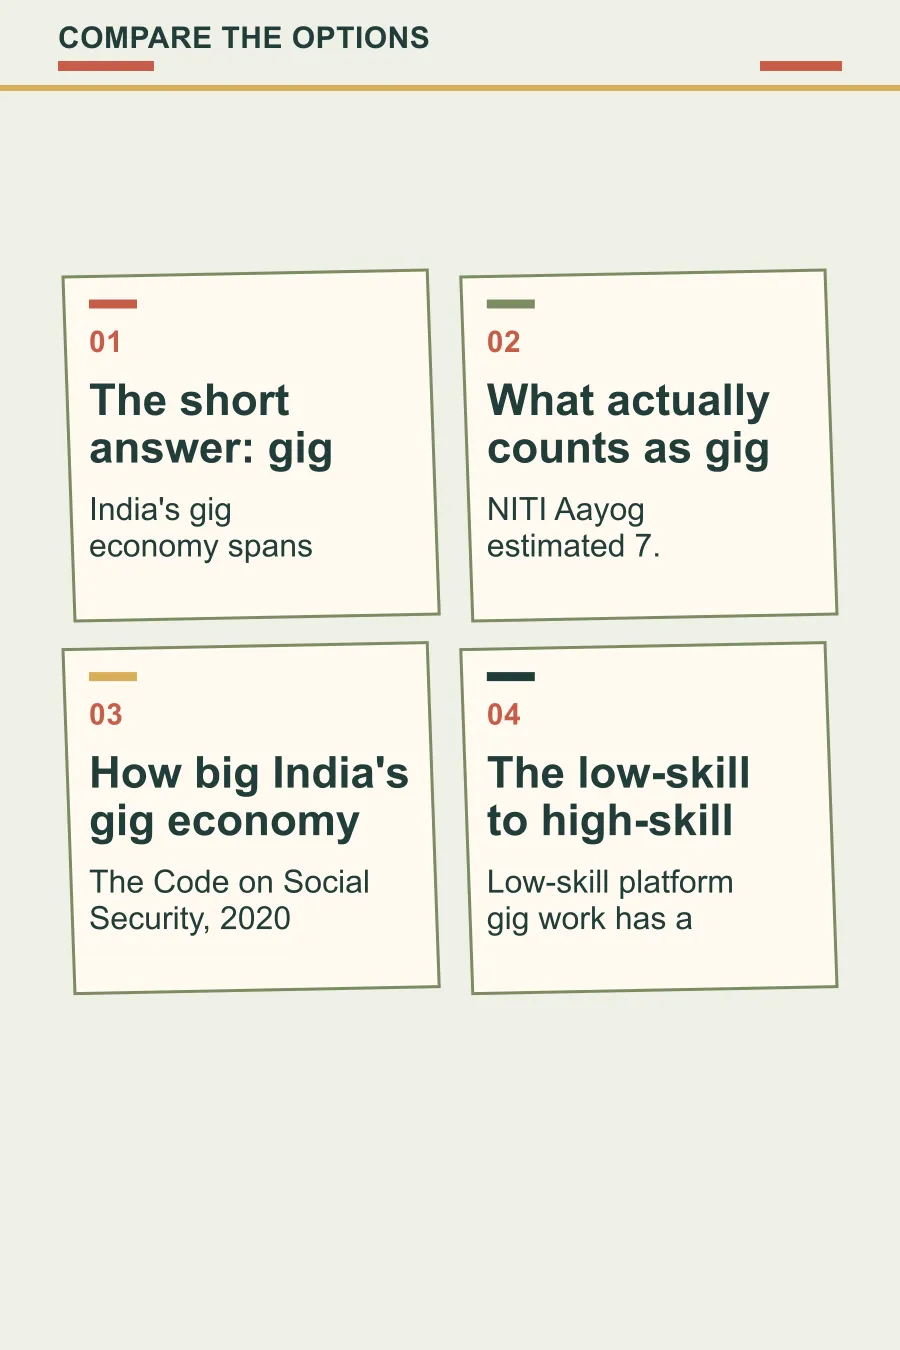 COMPARE THE OPTIONS
01
The short
answer: gig
India's gig
economy spans
02
What actually
counts as gig
NITI Aayog
estimated 7.
03
How big India's
gig economy
The Code on Social
Security, 2020
04
The low-skill
to high-skill
Low-skill platform
gig work has a